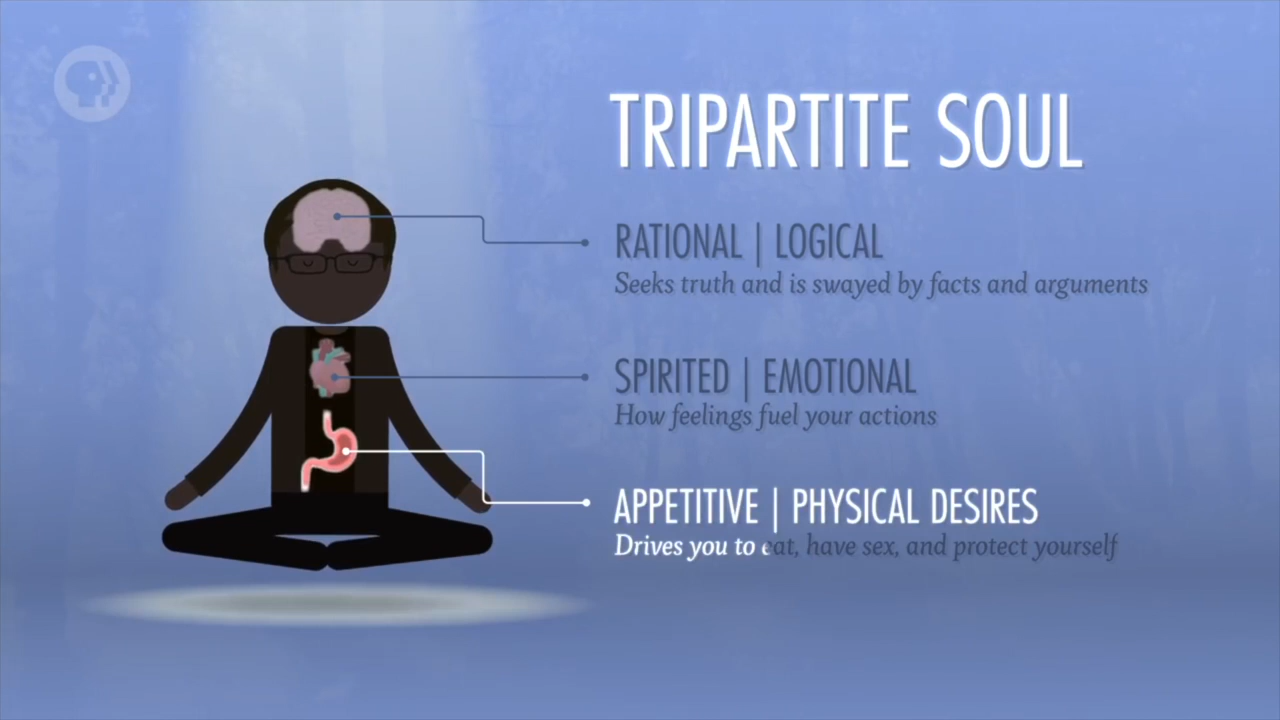 TRIPARTITE SOUL
RATIONAL | LOGICAL
Seeks truth and is swayed by facts and arguments
SPIRITED | EMOTIONAL
How feelings fuel your actions
APPETITIVE | PHYSICAL DESIRES
Drives you to eat, have sex, and protect yourself